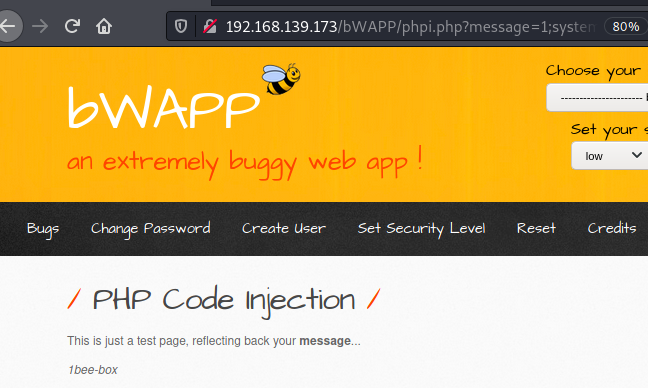 192.168.139.173/bWAPP/phpi.php?message=1;system
80%
bWAPP
an extremely buggy web app !
Choose your
---------------------- b
Set your s
low
Bugs Change Password Create User Set Security Level Reset Credits
/ PHP Code Injection /
This is just a test page, reflecting back your message...
1bee-box